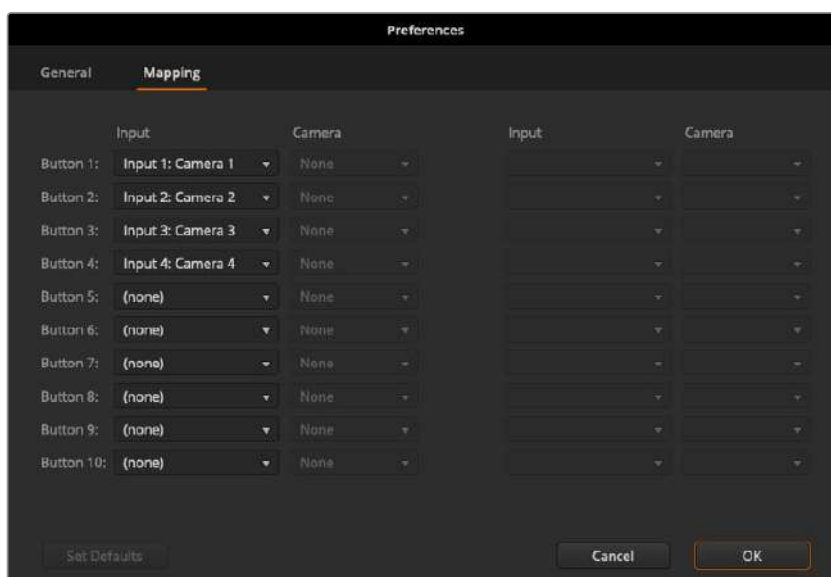 Preferences
General Mapping
Input Camera Input Camera
Button 1: Input 1: Camera 1 None
Button 2: Input 2: Camera 2 None
Button 3: Input 3: Camera 3 None
Button 4: Input 4: Camera 4 None
Button 5: (none) None
Button 6: (none) None
Button 7: (none) None
Button 8: (none) None
Button 9: (none) None
Button 10: (none) None
Set Defaults Cancel OK